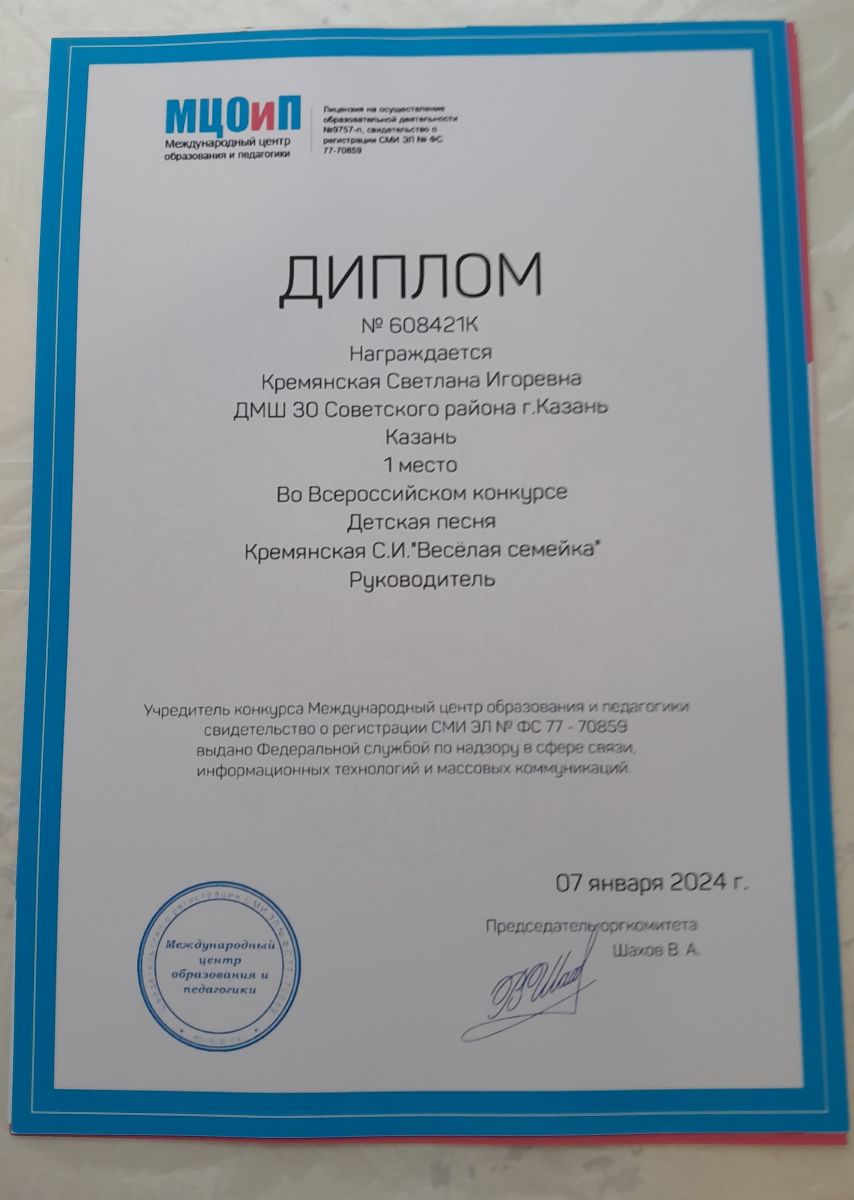 МЦОиП
Международный центр
образования и педагогики
Лицензия на осуществление
образовательной деятельности
№9757-л, свидетельство о
регистрации СМИ ЭЛ № ФС
77-70859
ДИПЛОМ
№ 608421К
Награждается
Кремянская Светлана Игоревна
ДМШ 30 Советского района г.Казань
Казань
1 место
Во Всероссийском конкурсе
Детская песня
Кремянская С.И."Весёлая семейка"
Руководитель
Учредитель конкурса Международный центр образования и педагогики
свидетельство о регистрации СМИ ЭЛ № ФС 77 - 70859
выдано Федеральной службой по надзору в сфере связи,
информационных технологий и массовых коммуникаций.
07 января 2024 г.
Председатель оргкомитета
Шахов В. А.
Международный
центр
образования и
педагогики